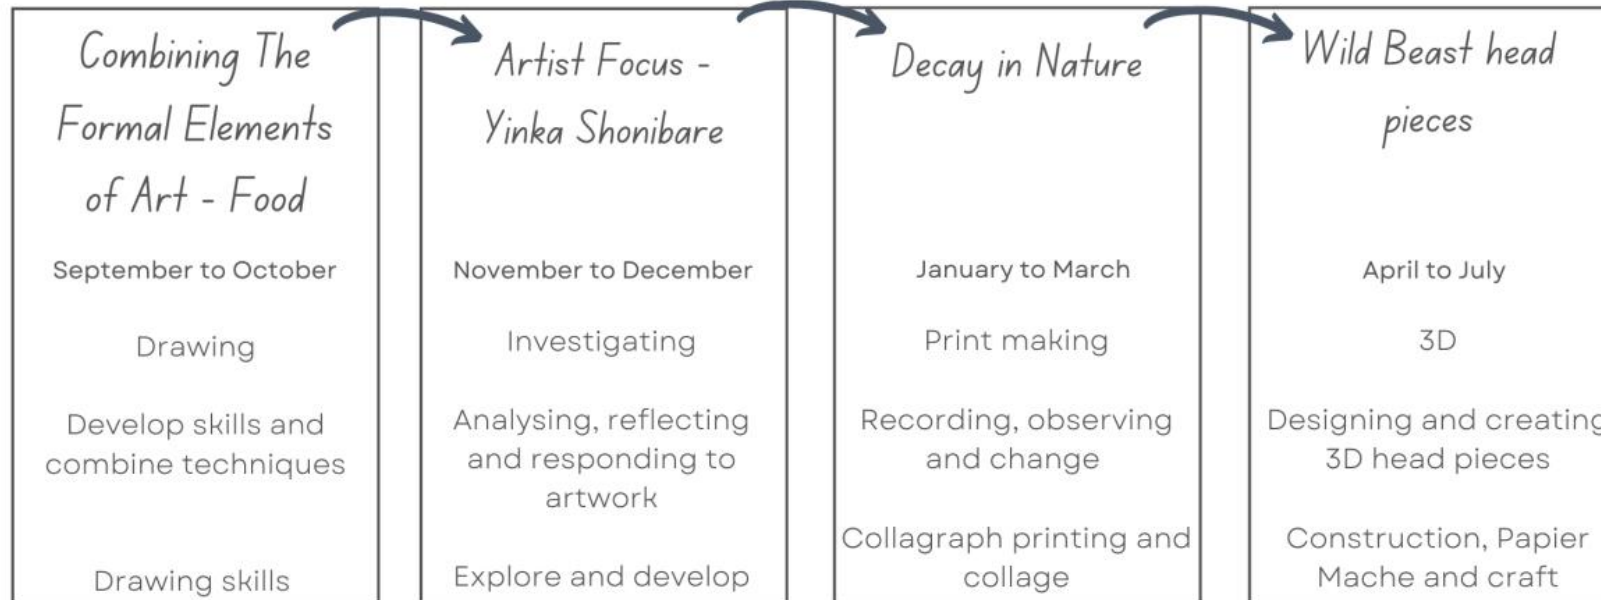 Combining The
Formal Elements
of Art - Food
September to October
Drawing
Develop skills and
combine techniques
Drawing skills
Artist Focus -
Yinka Shonibare
November to December
Investigating
Analysing, reflecting
and responding to
artwork
Explore and develop
Decay in Nature
January to March
Print making
Recording, observing
and change
Collagraph printing and
collage
Wild Beast head
pieces
April to July
3D
Designing and creating
3D head pieces
Construction, Papier
Mache and craft